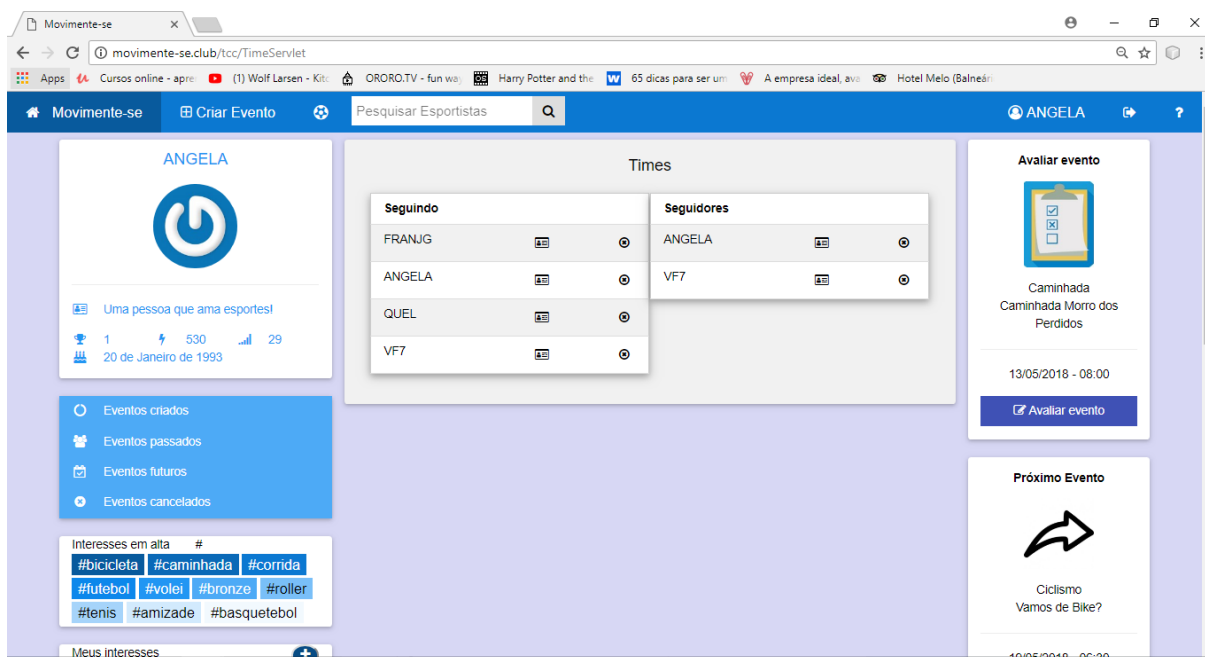 Movimente-se
movimente-se.club/tcc/TimeServlet
Apps Cursos online - apre (1) Wolf Larsen - Kitc ORORO.TV - fun way Harry Potter and the 65 dicas para ser um A empresa ideal, ava Hotel Melo (Balneári
Movimente-se Criar Evento Pesquisar Esportistas ANGELA ?
ANGELA
Uma pessoa que ama esportes!
1 530 29
20 de Janeiro de 1993
Eventos criados
Eventos passados
Eventos futuros
Eventos cancelados
Interesses em alta #
#bicicleta #caminhada #corrida
#futebol #volei #bronze #roller
#tenis #amizade #basquetebol
Meus interesses
Times
Seguindo
FRANJG
ANGELA
QUEL
VF7
Seguidores
ANGELA
VF7
Avaliar evento
Caminhada
Caminhada Morro dos
Perdidos
13/05/2018 - 08:00
Avaliar evento
Próximo Evento
Ciclismo
Vamos de Bike?